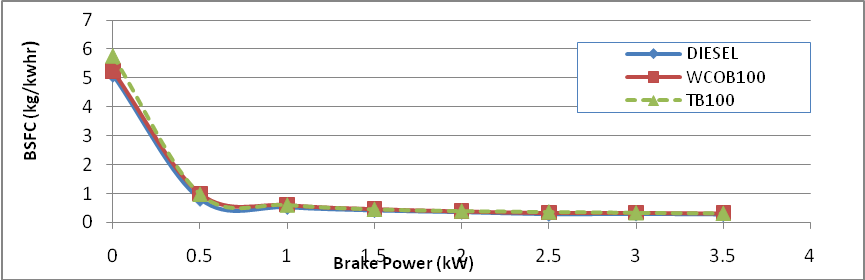 7
6
5
4
3
2
1
0
BSFC (kg/kwhr)
DIESEL
WCOB100
TB100
0 0.5 1 1.5 2 2.5 3 3.5 4
Brake Power (kW)